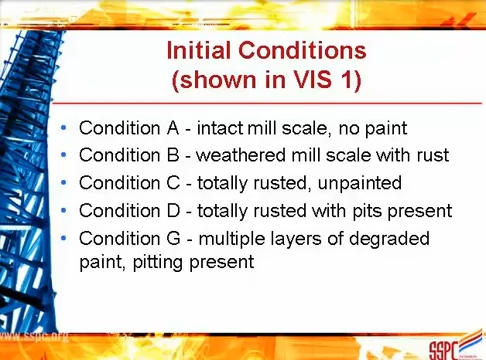 Initial Conditions
(shown in VIS 1)
• Condition A - intact mill scale, no paint
• Condition B - weathered mill scale with rust
• Condition C - totally rusted, unpainted
• Condition D - totally rusted with pits present
• Condition G - multiple layers of degraded
paint, pitting present
www.sspc.org
SSPC